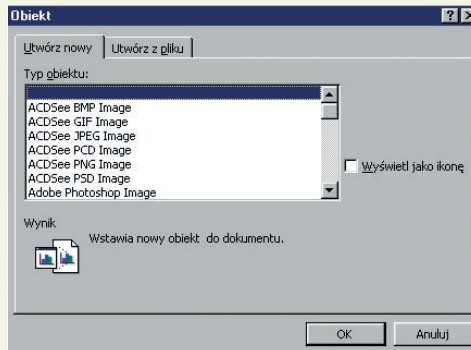 Obiekt
Utwórz nowy
Utwórz z pliku
Typ obiektu:
ACDSee BMP Image
ACDSee GIF Image
ACDSee JPEG Image
ACDSee PCD Image
ACDSee PNG Image
ACDSee PSD Image
Adobe Photoshop Image
Wyświetl jako ikonę
Wynik
Wstawia nowy obiekt do dokumentu.
OK
Anuluj